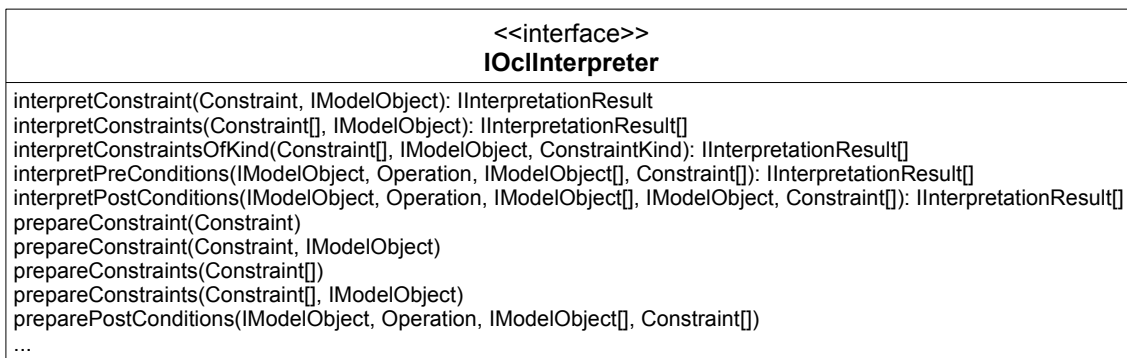 <<interface>>
IOclInterpreter
interpretConstraint(Constraint, IModelObject): IInterpretationResult
interpretConstraints(Constraint[], IModelObject): IInterpretationResult[]
interpretConstraintsOfKind(Constraint[], IModelObject, ConstraintKind): IInterpretationResult[]
interpretPreConditions(IModelObject, Operation, IModelObject[], Constraint[]): IInterpretationResult[]
interpretPostConditions(IModelObject, Operation, IModelObject[], IModelObject, Constraint[]): IInterpretationResult[]
prepareConstraint(Constraint)
prepareConstraint(Constraint, IModelObject)
prepareConstraints(Constraint[])
prepareConstraints(Constraint[], IModelObject)
preparePostConditions(IModelObject, Operation, IModelObject[], Constraint[])
...